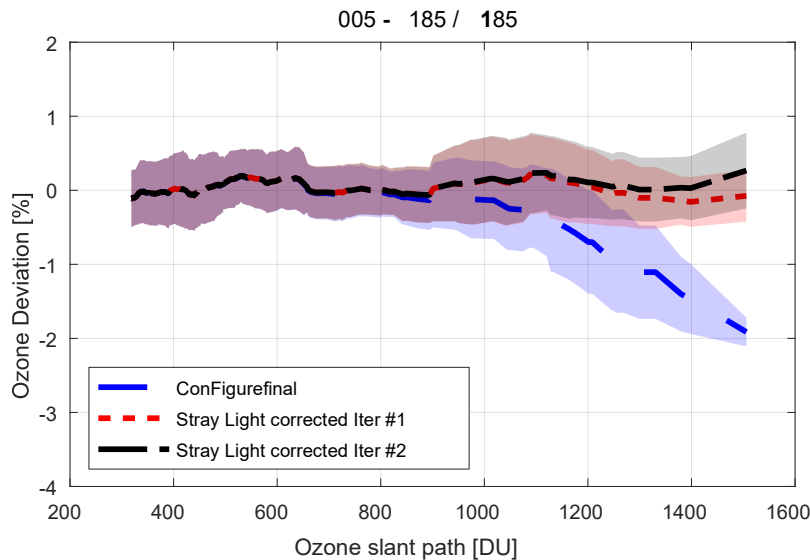 005 - 185 / 185
2
1
0
-1
-2
-3
-4
Ozone Deviation [%]
ConFigurefinal
Stray Light corrected Iter #1
Stray Light corrected Iter #2
200 400 600 800 1000 1200 1400 1600
Ozone slant path [DU]